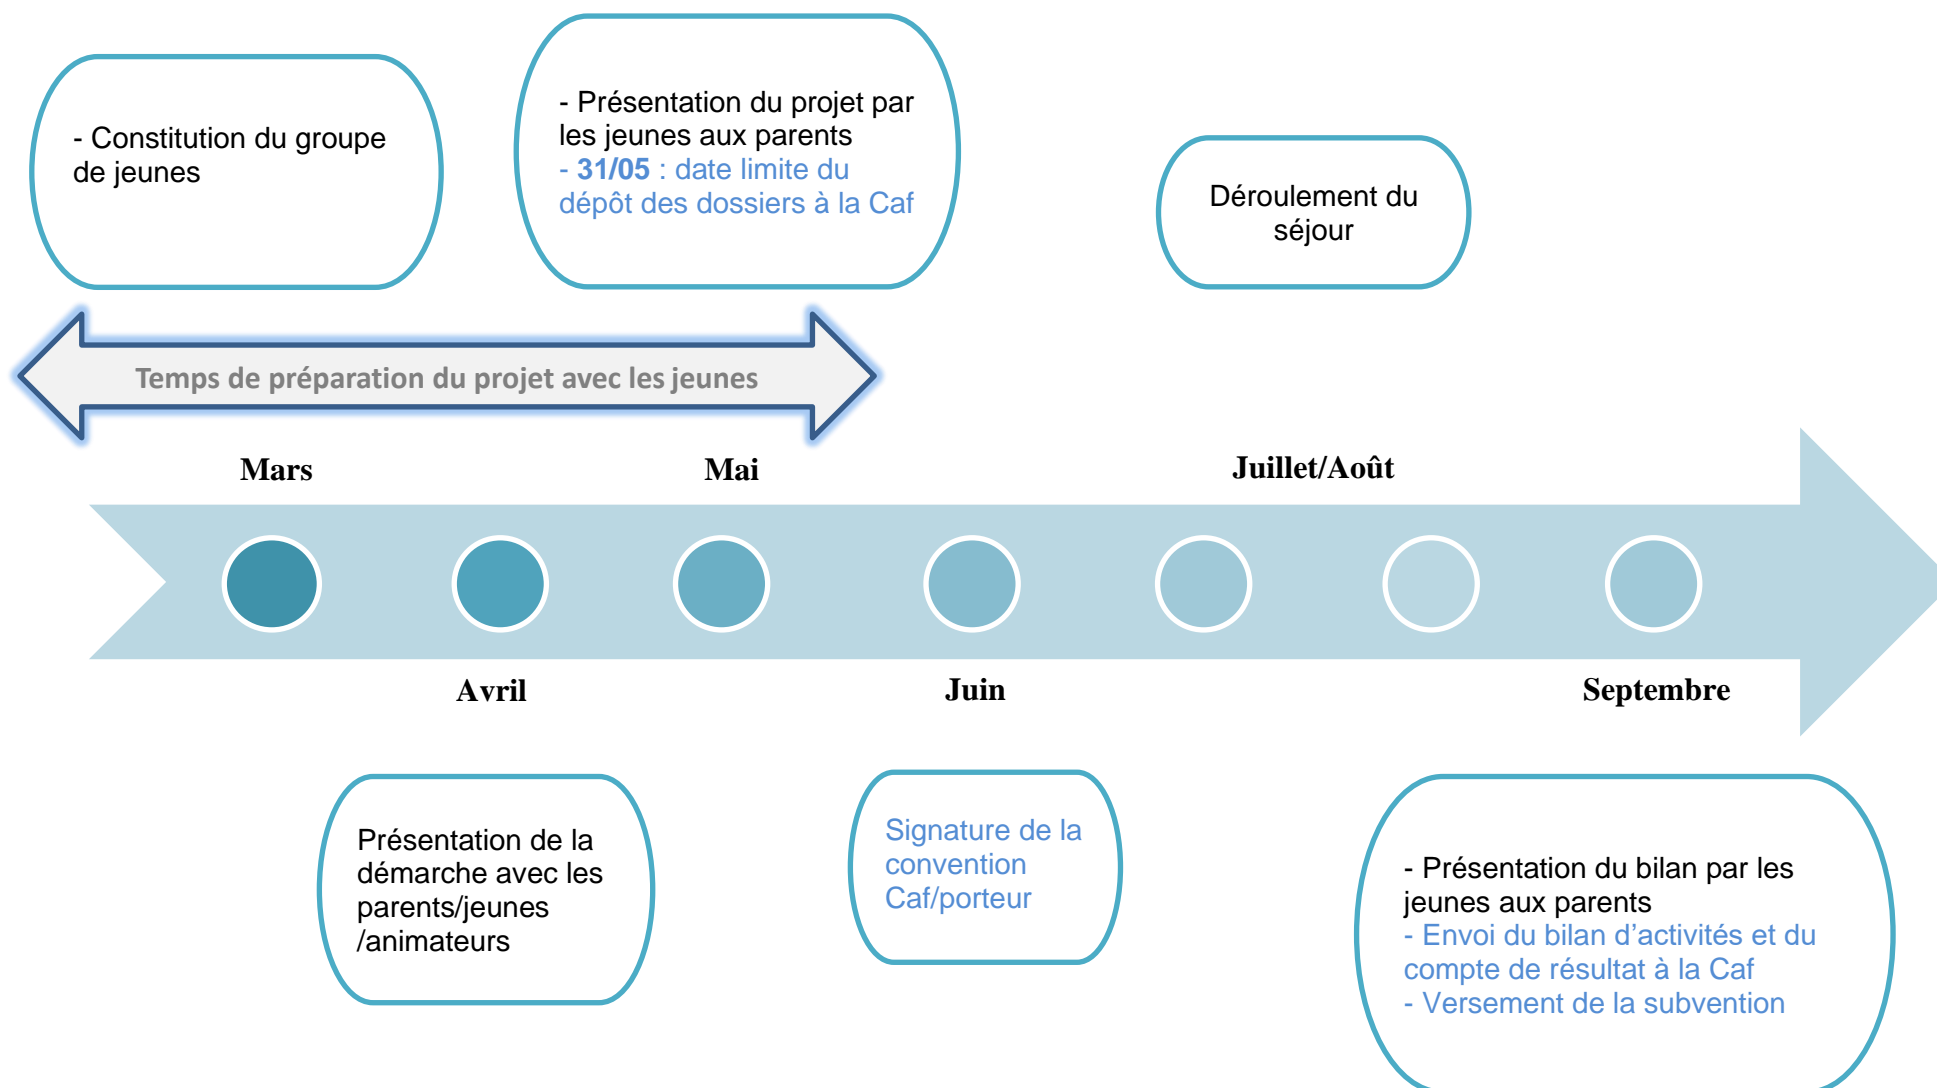 - Constitution du groupe
de jeunes
- Présentation du projet par
les jeunes aux parents
- 31/05 : date limite du
dépôt des dossiers à la Caf
Déroulement du
séjour
Temps de préparation du projet avec les jeunes
Mars
Mai
Juillet/Août
Avril
Juin
Septembre
Présentation de la
démarche avec les
parents/jeunes
/animateurs
Signature de la
convention
Caf/porteur
- Présentation du bilan par les
jeunes aux parents
- Envoi du bilan d’activités et du
compte de résultat à la Caf
- Versement de la subvention